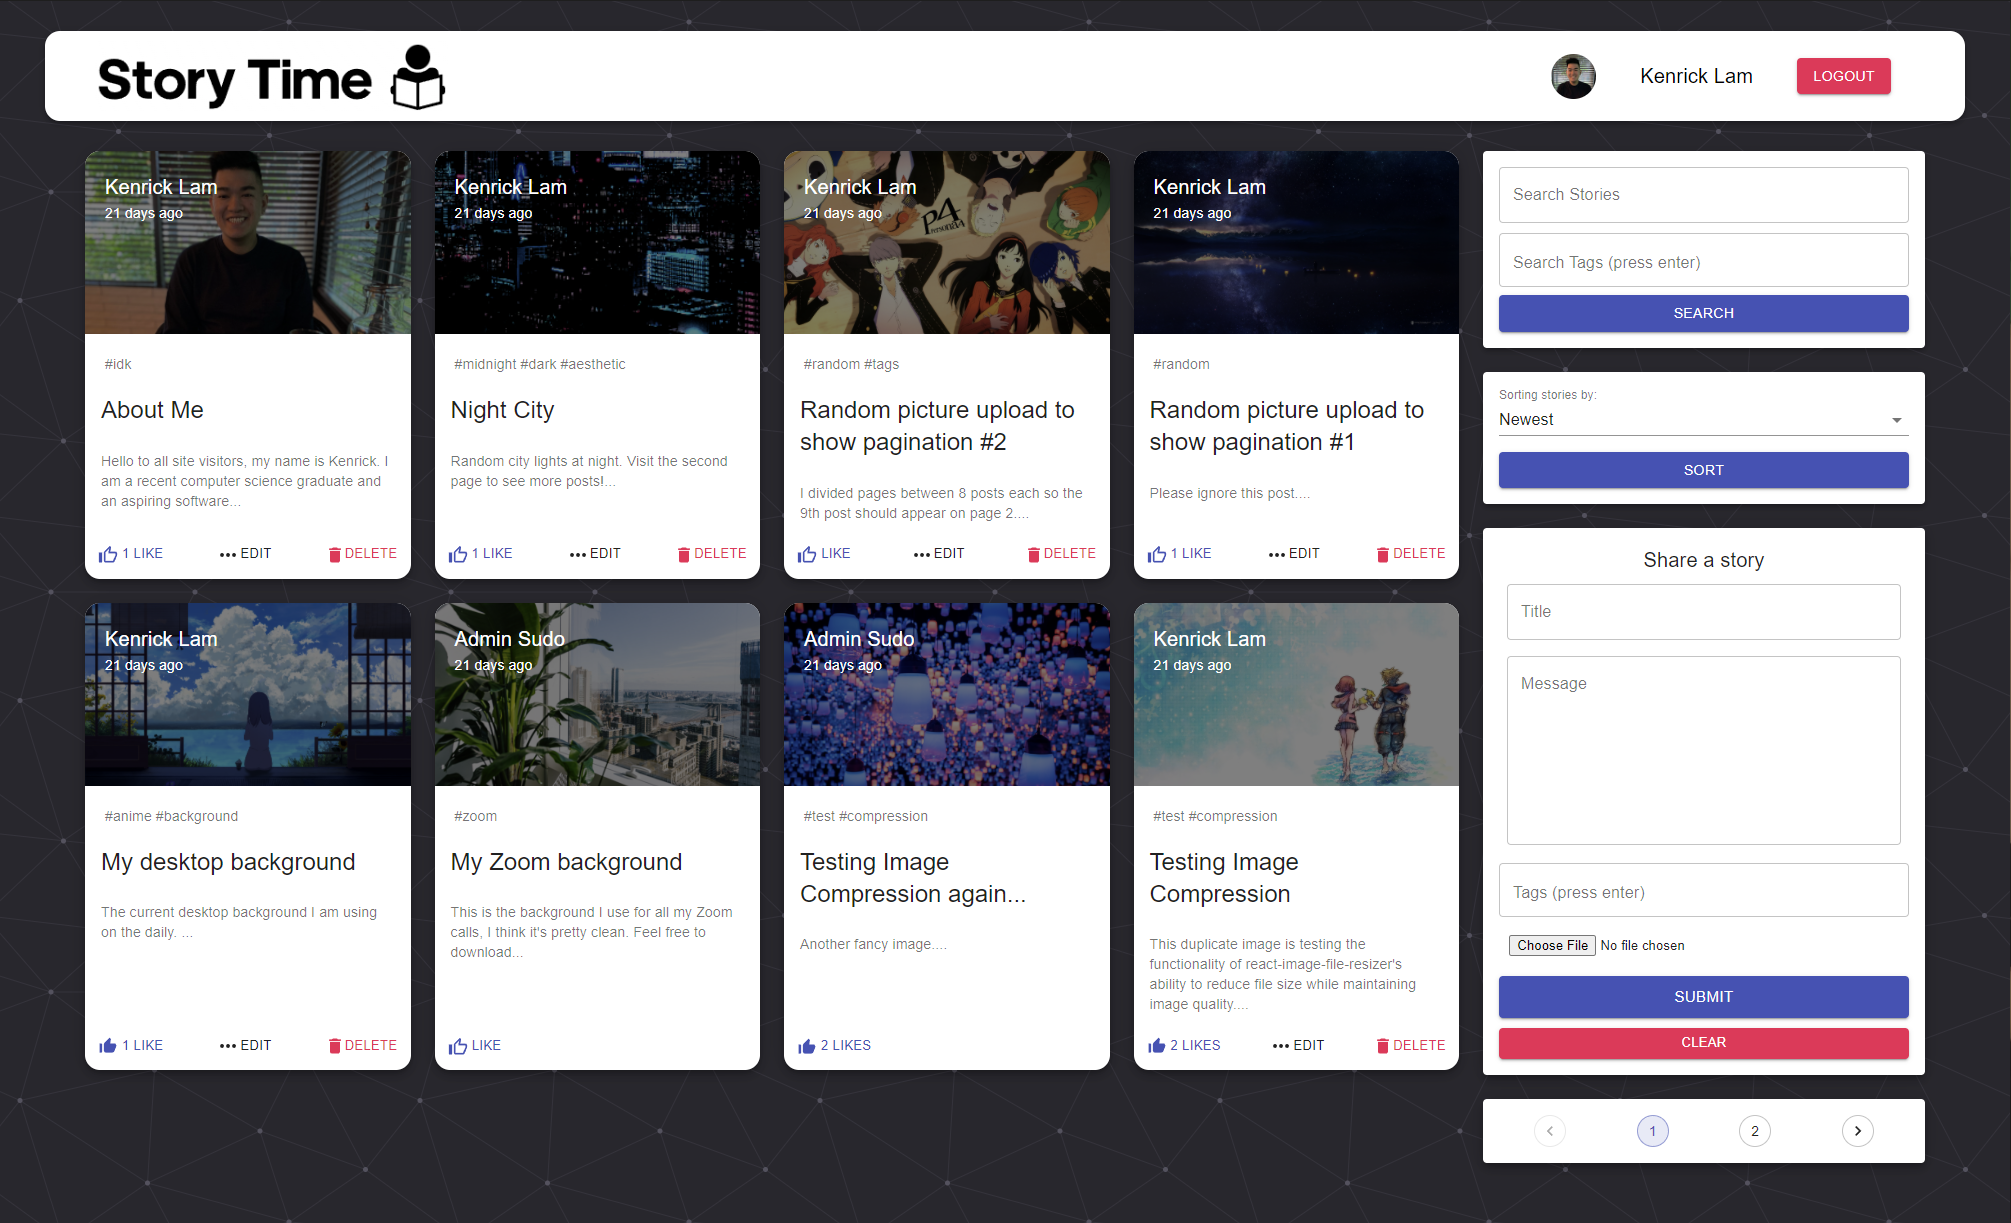 Story Time
Kenrick Lam
LOGOUT
Kenrick Lam
21 days ago
#idk
About Me
Hello to all site visitors, my name is Kenrick. I
am a recent computer science graduate and
an aspiring software...
1 LIKE
EDIT
DELETE
Kenrick Lam
21 days ago
#midnight #dark #aesthetic
Night City
Random city lights at night. Visit the second
page to see more posts!...
1 LIKE
EDIT
DELETE
Kenrick Lam
21 days ago
P4
Persona4
#random #tags
Random picture upload to
show pagination #2
I divided pages between 8 posts each so the
9th post should appear on page 2....
LIKE
EDIT
DELETE
Kenrick Lam
21 days ago
#random
Random picture upload to
show pagination #1
Please ignore this post....
1 LIKE
EDIT
DELETE
Kenrick Lam
21 days ago
#anime #background
My desktop background
The current desktop background I am using
on the daily. ...
1 LIKE
EDIT
DELETE
Admin Sudo
21 days ago
#zoom
My Zoom background
This is the background I use for all my Zoom
calls, I think it's pretty clean. Feel free to
download...
LIKE
Admin Sudo
21 days ago
#test #compression
Testing Image
Compression again...
Another fancy image....
2 LIKES
Kenrick Lam
21 days ago
#test #compression
Testing Image
Compression
This duplicate image is testing the
functionality of react-image-file-resizer's
ability to reduce file size while maintaining
image quality....
2 LIKES
EDIT
DELETE
Search Stories
Search Tags (press enter)
SEARCH
Sorting stories by:
Newest
SORT
Share a story
Title
Message
Tags (press enter)
Choose File No file chosen
SUBMIT
CLEAR
1
2